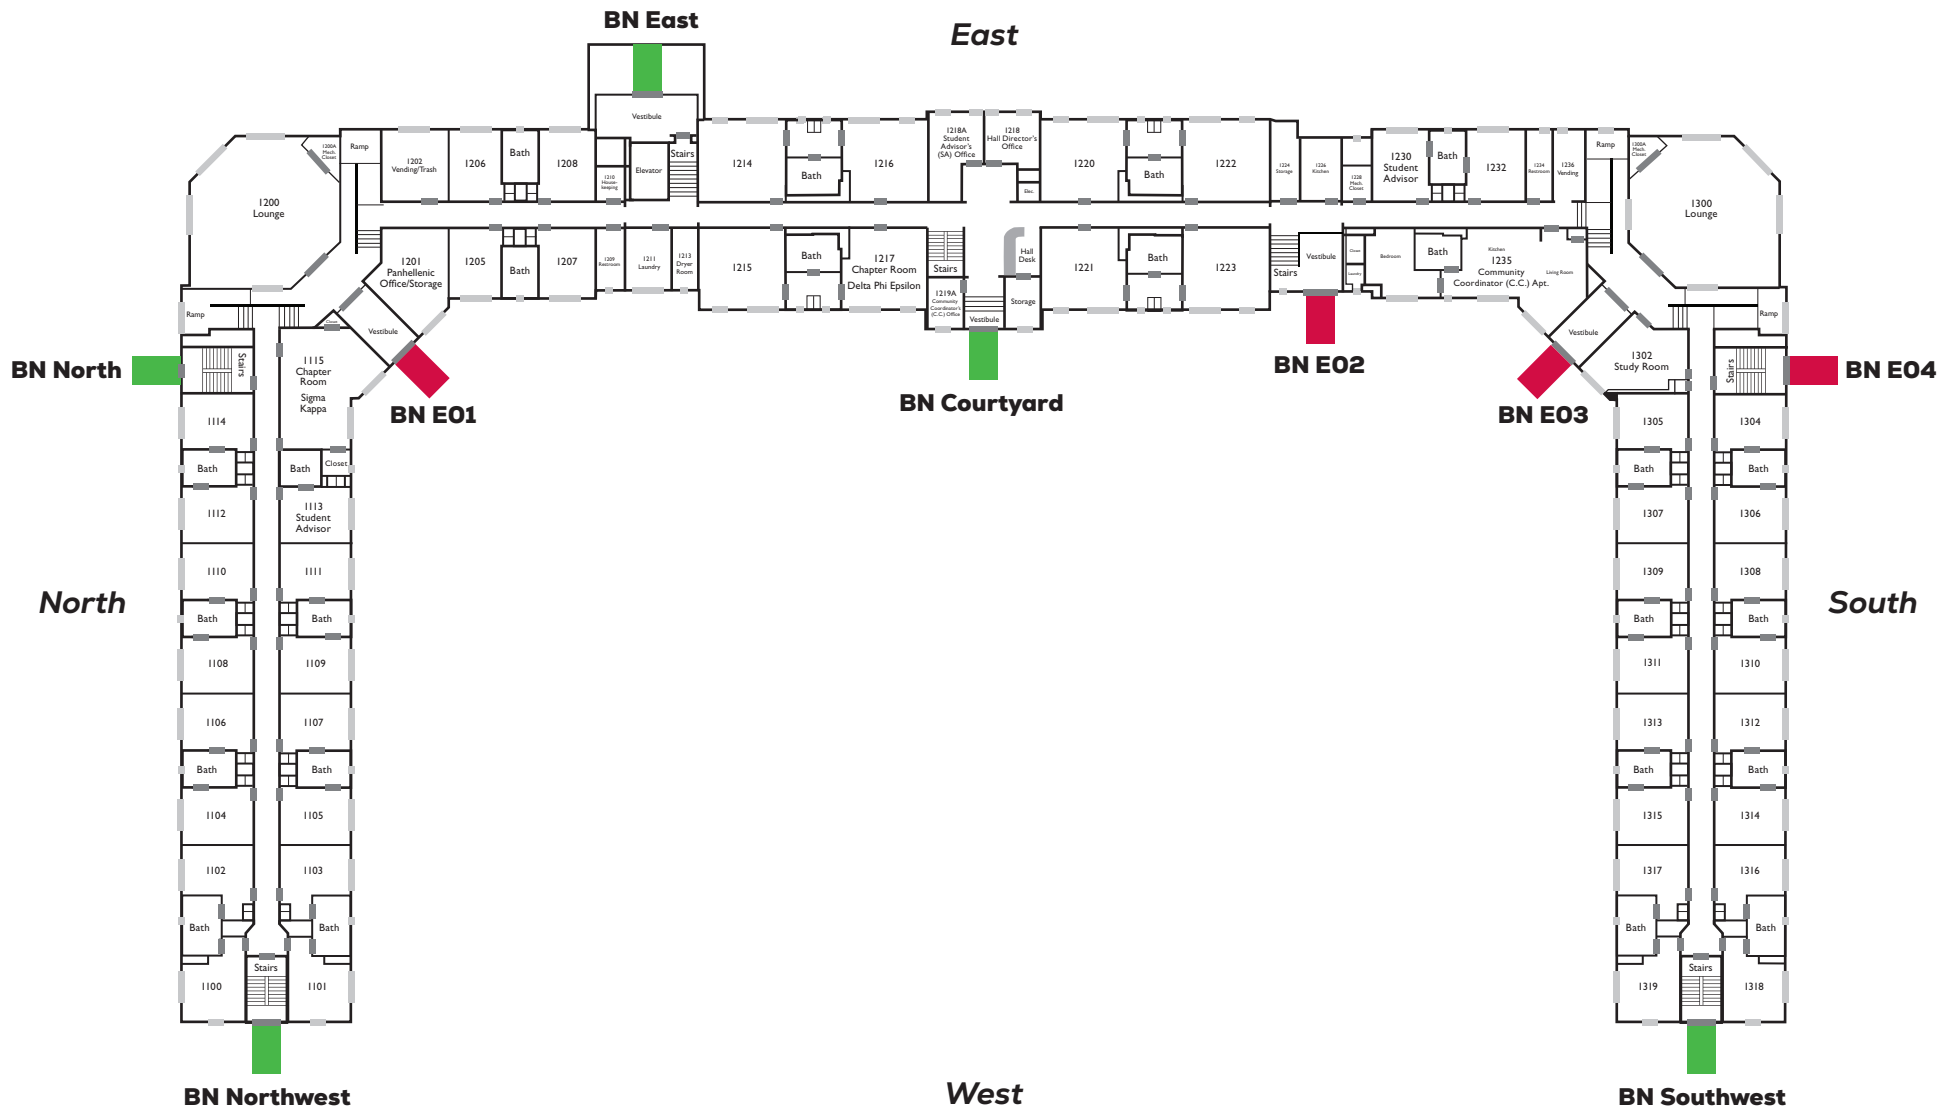 BN East
East
Vestibule
1200A
Mech.
Closet
Ramp
1202
Vending/Trash
1206
Bath
1208
1210
House-
keeping
Elevator
Stairs
1214
Bath
1216
1218A
Student
Advisor's
(SA) Office
1218
Hall Director's
Office
Elec.
1220
Bath
1222
1224
Storage
1226
Kitchen
1228
Mech.
Closet
1230
Student
Advisor
Bath
1232
1234
Restroom
1236
Vending
Ramp
1300A
Mech.
Closet
1200
Lounge
1300
Lounge
1201
Panhellenic
Office/Storage
1205
Bath
1207
1209
Restroom
1211
Laundry
1213
Dryer
Room
1215
Bath
1217
Chapter Room
Delta Phi Epsilon
Stairs
1219A
Community
Coordinator's
(C.C.) Office
Vestibule
Hall
Desk
Storage
1221
Bath
1223
Stairs
Vestibule
Closet
Laundry
Bedroom
Bath
Kitchen
1235
Community
Coordinator (C.C.) Apt.
Living Room
Ramp
Closet
Vestibule
Vestibule
Ramp
BN North
Stairs
1115
Chapter
Room
Sigma
Kappa
BN E01
BN Courtyard
BN E02
BN E03
1302
Study Room
Stairs
BN E04
1114
Bath
Bath
Closet
1112
1113
Student
Advisor
1110
1111
Bath
Bath
1108
1109
1106
1107
Bath
Bath
1104
1105
1102
1103
Bath
Bath
Stairs
1100
1101
North
1305
1304
Bath
Bath
1307
1306
1309
1308
Bath
Bath
1311
1310
1313
1312
Bath
Bath
1315
1314
1317
1316
Bath
Bath
Stairs
1319
1318
South
BN Northwest
West
BN Southwest